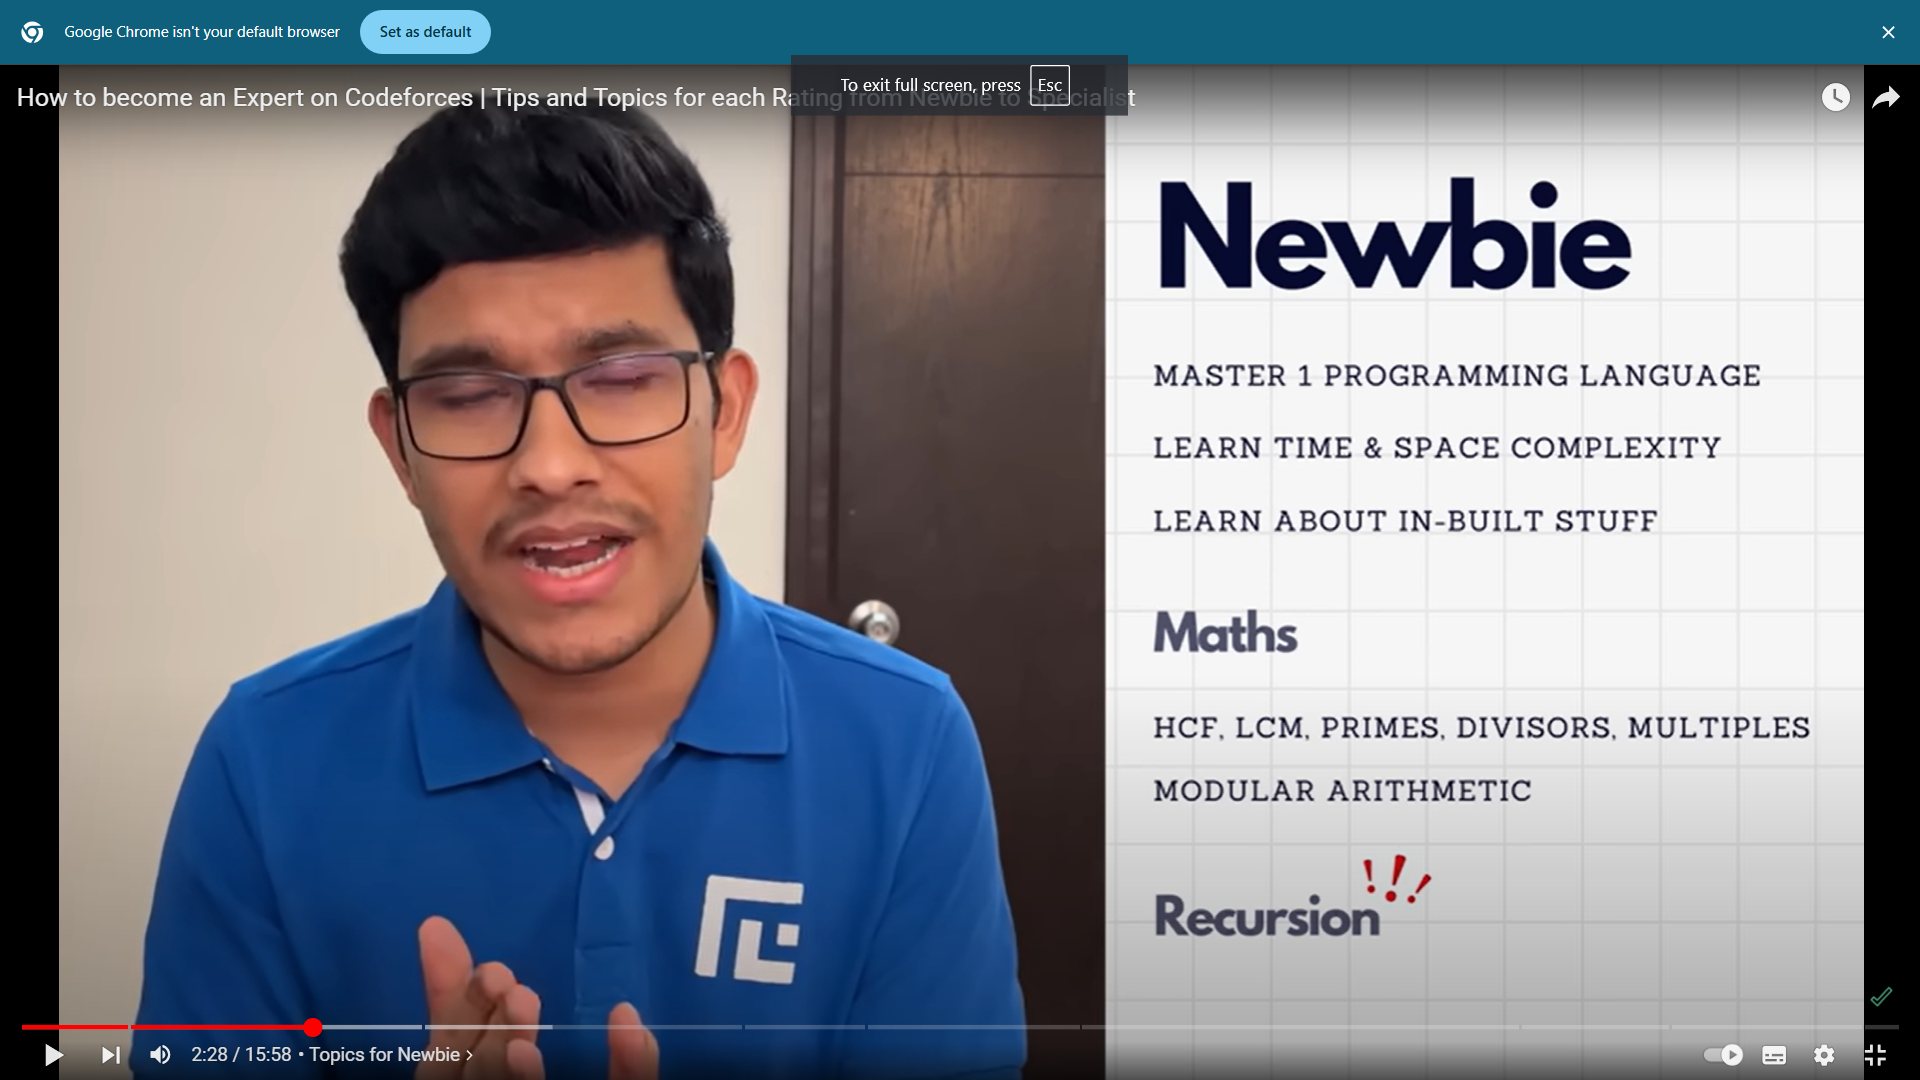 Google Chrome isn't your default browser
Set as default
To exit full screen, press Esc
How to become an Expert on Codeforces | Tips and Topics for each Rating from Newbie to Specialist
Newbie
MASTER 1 PROGRAMMING LANGUAGE
LEARN TIME & SPACE COMPLEXITY
LEARN ABOUT IN-BUILT STUFF
Maths
HCF, LCM, PRIMES, DIVISORS, MULTIPLES
MODULAR ARITHMETIC
Recursion !!!
2:28 / 15:58 • Topics for Newbie ›